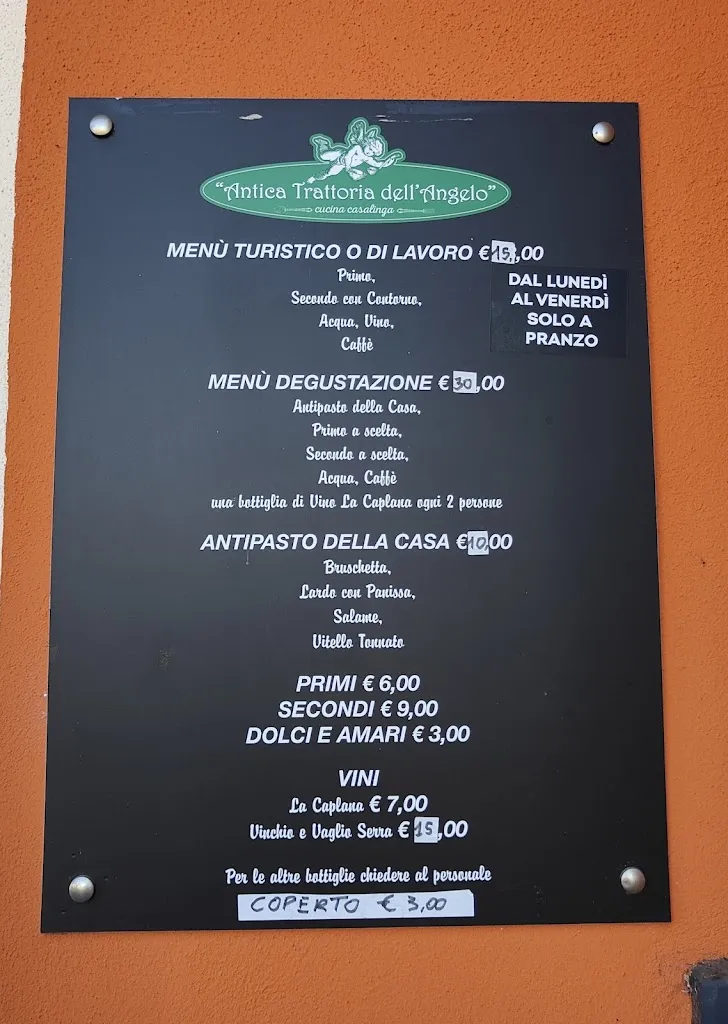 "Antica Trattoria dell'Angelo"
cucina casalinga
MENÙ TURISTICO O DI LAVORO € 15,00
Primo,
Secondo con Contorno,
Acqua, Vino,
Caffè
DAL LUNEDÌ
AL VENERDÌ
SOLO A
PRANZO
MENÙ DEGUSTAZIONE € 30,00
Antipasto della Casa,
Primo a scelta,
Secondo a scelta,
Acqua, Caffè
una bottiglia di Vino La Caplana ogni 2 persone
ANTIPASTO DELLA CASA € 10,00
Bruschetta,
Lardo con Panissa,
Salame,
Vitello Tonnato
PRIMI € 6,00
SECONDI € 9,00
DOLCI E AMARI € 3,00
VINI
La Caplana € 7,00
Vinchio e Vaglio Serra € 15,00
Per le altre bottiglie chiedere al personale
COPERTO € 3,00